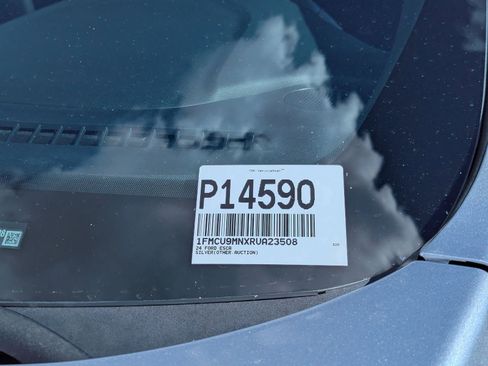 P14590
1FMCU9MNXRUA23508
24 FORD ESCA
SILVER(OTHER AUCTION)